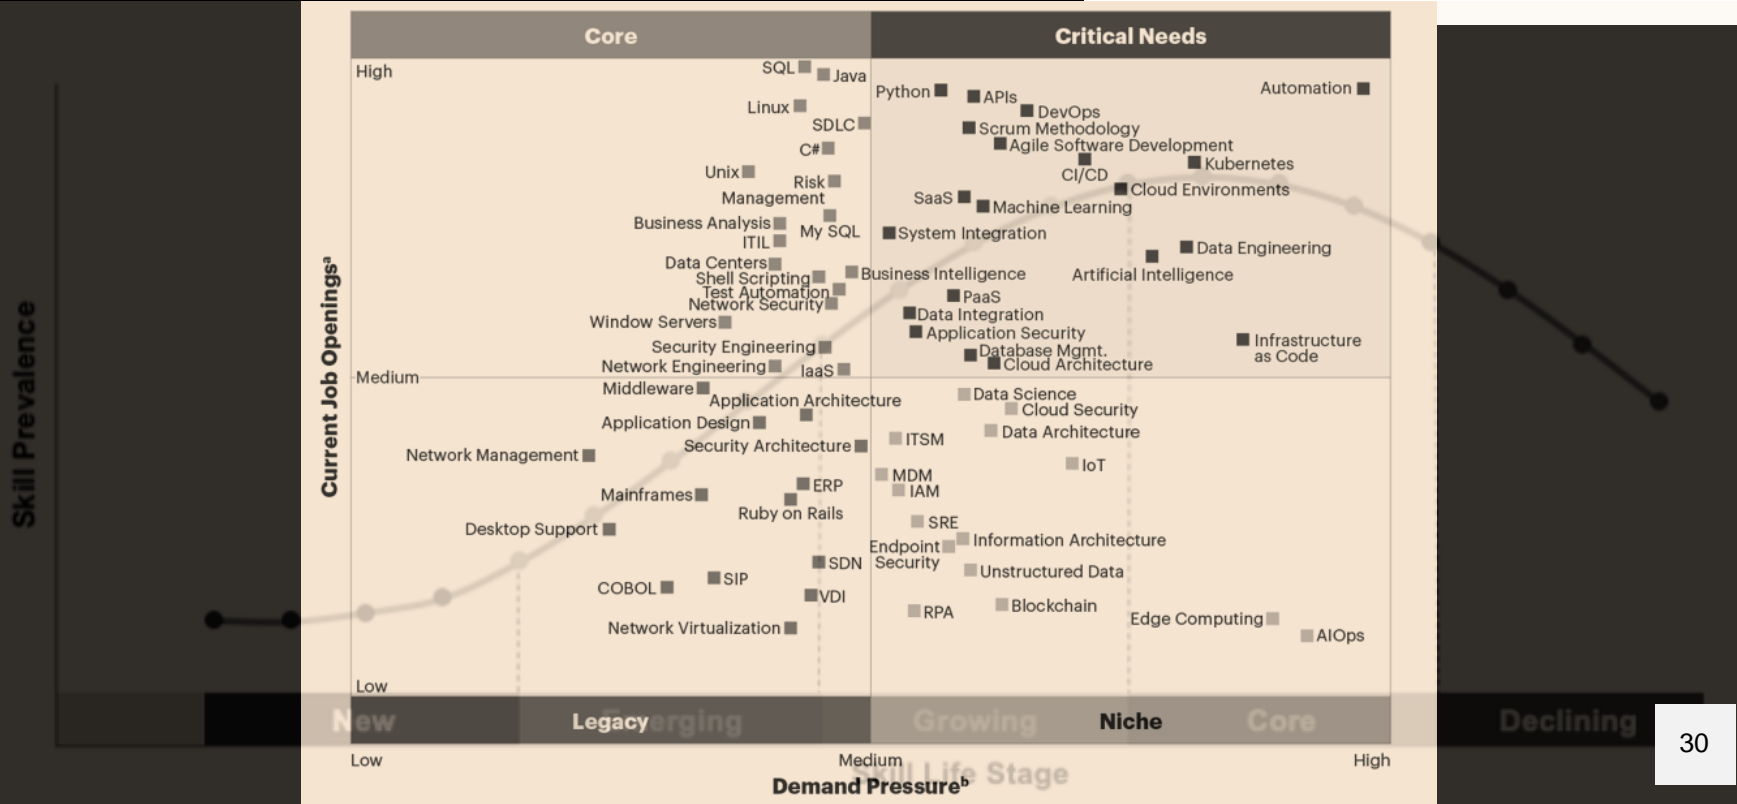 Core
Critical Needs
High
SQL
Java
Python
APIs
Automation
Linux
DevOps
SDLC
Scrum Methodology
C#
Agile Software Development
Unix
CI/CD
Kubernetes
Risk
Management
Cloud Environments
SaaS
Machine Learning
Business Analysis
My SQL
System Integration
ITIL
Data Engineering
Data Centers
Artificial Intelligence
Shell Scripting
Business Intelligence
Test Automation
PaaS
Network Security
Data Integration
Window Servers
Application Security
Infrastructure
as Code
Security Engineering
Database Mgmt.
Network Engineering
IaaS
Cloud Architecture
Medium
Middleware
Data Science
Application Architecture
Cloud Security
Application Design
Data Architecture
ITSM
Security Architecture
Network Management
IoT
MDM
ERP
IAM
Mainframes
Ruby on Rails
SRE
Desktop Support
Information Architecture
Endpoint
Security
SDN
Unstructured Data
SIP
COBOL
VDI
RPA
Blockchain
Edge Computing
Network Virtualization
AIOps
Low
Current Job Openingsª
Skill Prevalence
New
Legacy
Emerging
Growing
Niche
Core
Declining
30
Low
Medium
High
Skill Life Stage
Demand Pressureᵇ